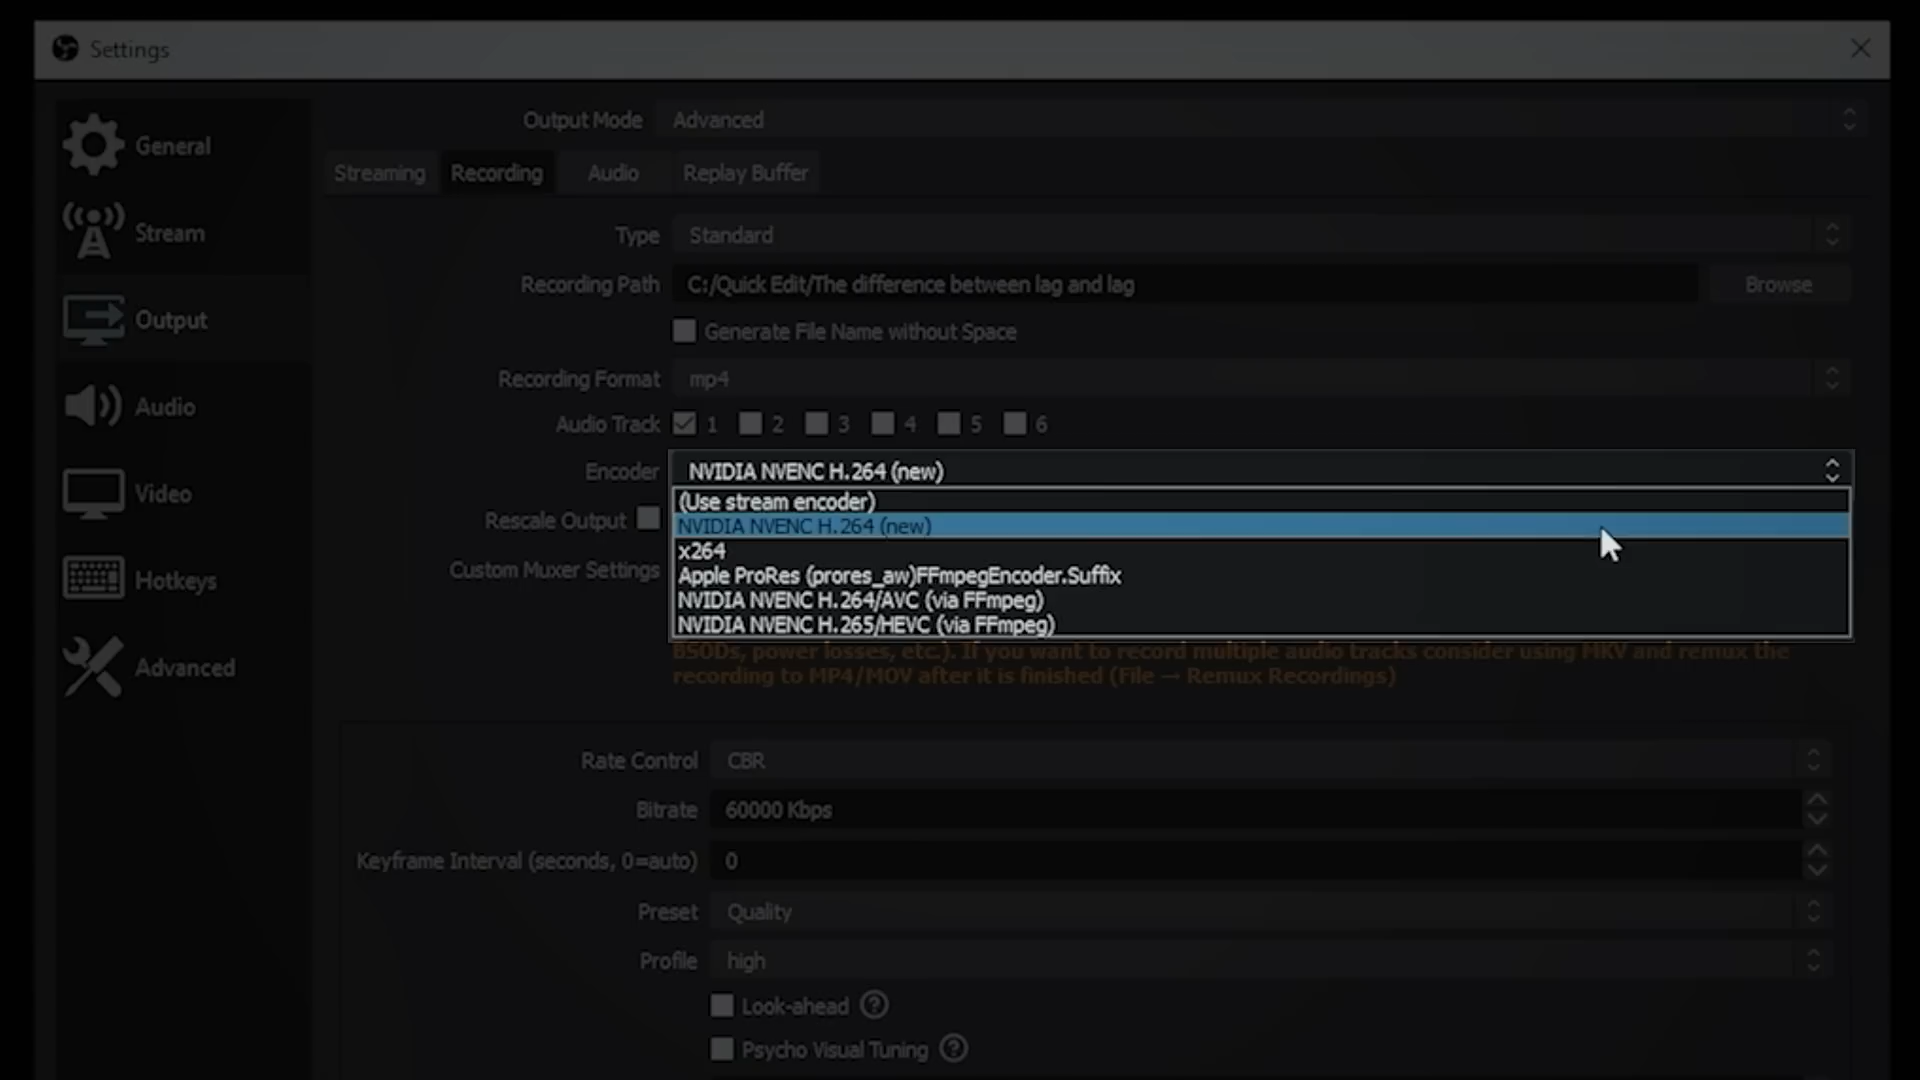 Settings
Output Mode Advanced
General
Streaming Recording Audio Replay Buffer
Stream
Type Standard
Recording Path C:/Quick Edit/The difference between lag and lag Browse
Output
Generate File Name without Space
Recording Format mp4
Audio
Audio Track 1 2 3 4 5 6
Encoder NVIDIA NVENC H.264 (new)
Video
(Use stream encoder)
Rescale Output NVIDIA NVENC H.264 (new)
x264
Custom Muxer Settings Apple ProRes (prores_aw)FFmpegEncoder.Suffix
Hotkeys
NVIDIA NVENC H.264/AVC (via FFmpeg)
NVIDIA NVENC H.265/HEVC (via FFmpeg)
BSODs, power losses, etc.). If you want to record multiple audio tracks consider using MKV and remux the
Advanced
recording to MP4/MOV after it is finished (File → Remux Recordings)
Rate Control CBR
Bitrate 60000 Kbps
Keyframe Interval (seconds, 0=auto) 0
Preset Quality
Profile high
Look-ahead ?
Psycho Visual Tuning ?